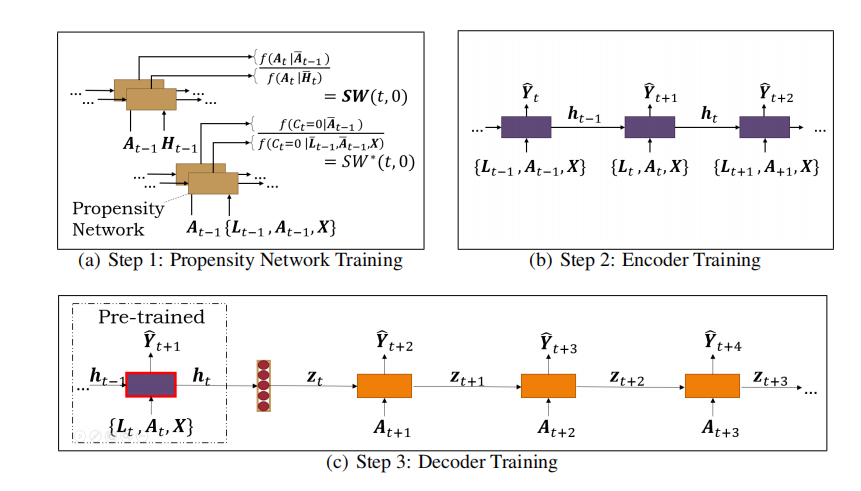 f(A_t |A̅_{t−1})
f(A_t |H̅_t)
= SW(t, 0)
... ...
... ...
A_{t−1} H_{t−1}
f(C_t=0|A̅_{t−1})
f(C_t=0 |L̅_{t−1},A̅_{t−1},X)
= SW*(t, 0)
... ...
... ...
Propensity
Network
A_{t−1} {L_{t−1}, A_{t−1}, X}
(a) Step 1: Propensity Network Training
Ŷ_t Ŷ_{t+1} Ŷ_{t+2}
... h_{t−1} h_t ...
{L_{t−1}, A_{t−1}, X} {L_t, A_t, X} {L_{t+1}, A_{+1}, X}
(b) Step 2: Encoder Training
Pre-trained
Ŷ_{t+1} Ŷ_{t+2} Ŷ_{t+3} Ŷ_{t+4}
... h_{t−1} h_t z_t z_{t+1} z_{t+2} z_{t+3} ...
{L_t, A_t, X} A_{t+1} A_{t+2} A_{t+3}
(c) Step 3: Decoder Training